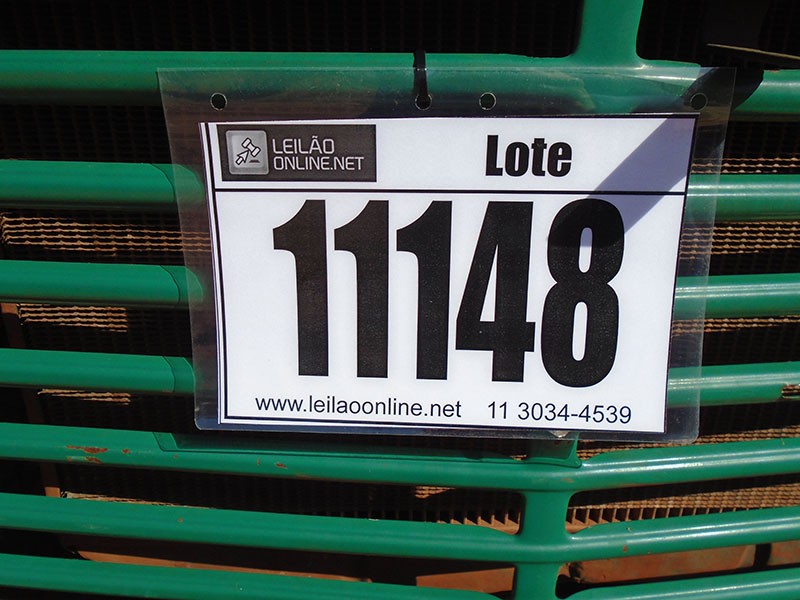 LEILÃO
ONLINE.NET
Lote
11148
www.leilaoonline.net 11 3034-4539